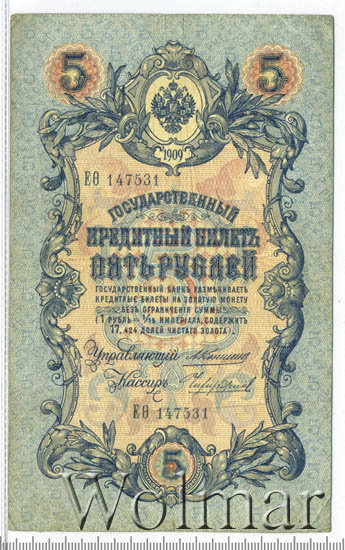 5 5
1909
ЕѲ 147531
ГОСУДАРСТВЕННЫЙ
КРЕДИТНЫЙ БИЛЕТЪ
ПЯТЬ РУБЛЕЙ
ГОСУДАРСТВЕННЫЙ БАНКЪ РАЗМѢНИВАЕТЪ
КРЕДИТНЫЕ БИЛЕТЫ НА ЗОЛОТУЮ МОНЕТУ
БЕЗЪ ОГРАНИЧЕНІЯ СУММЫ
(1 РУБЛЬ = 1/15 ИМПЕРІАЛА, СОДЕРЖИТЪ
17,424 ДОЛЕЙ ЧИСТАГО ЗОЛОТА).
Управляющій
Кассиръ
ЕѲ 147531
5
Wolmar